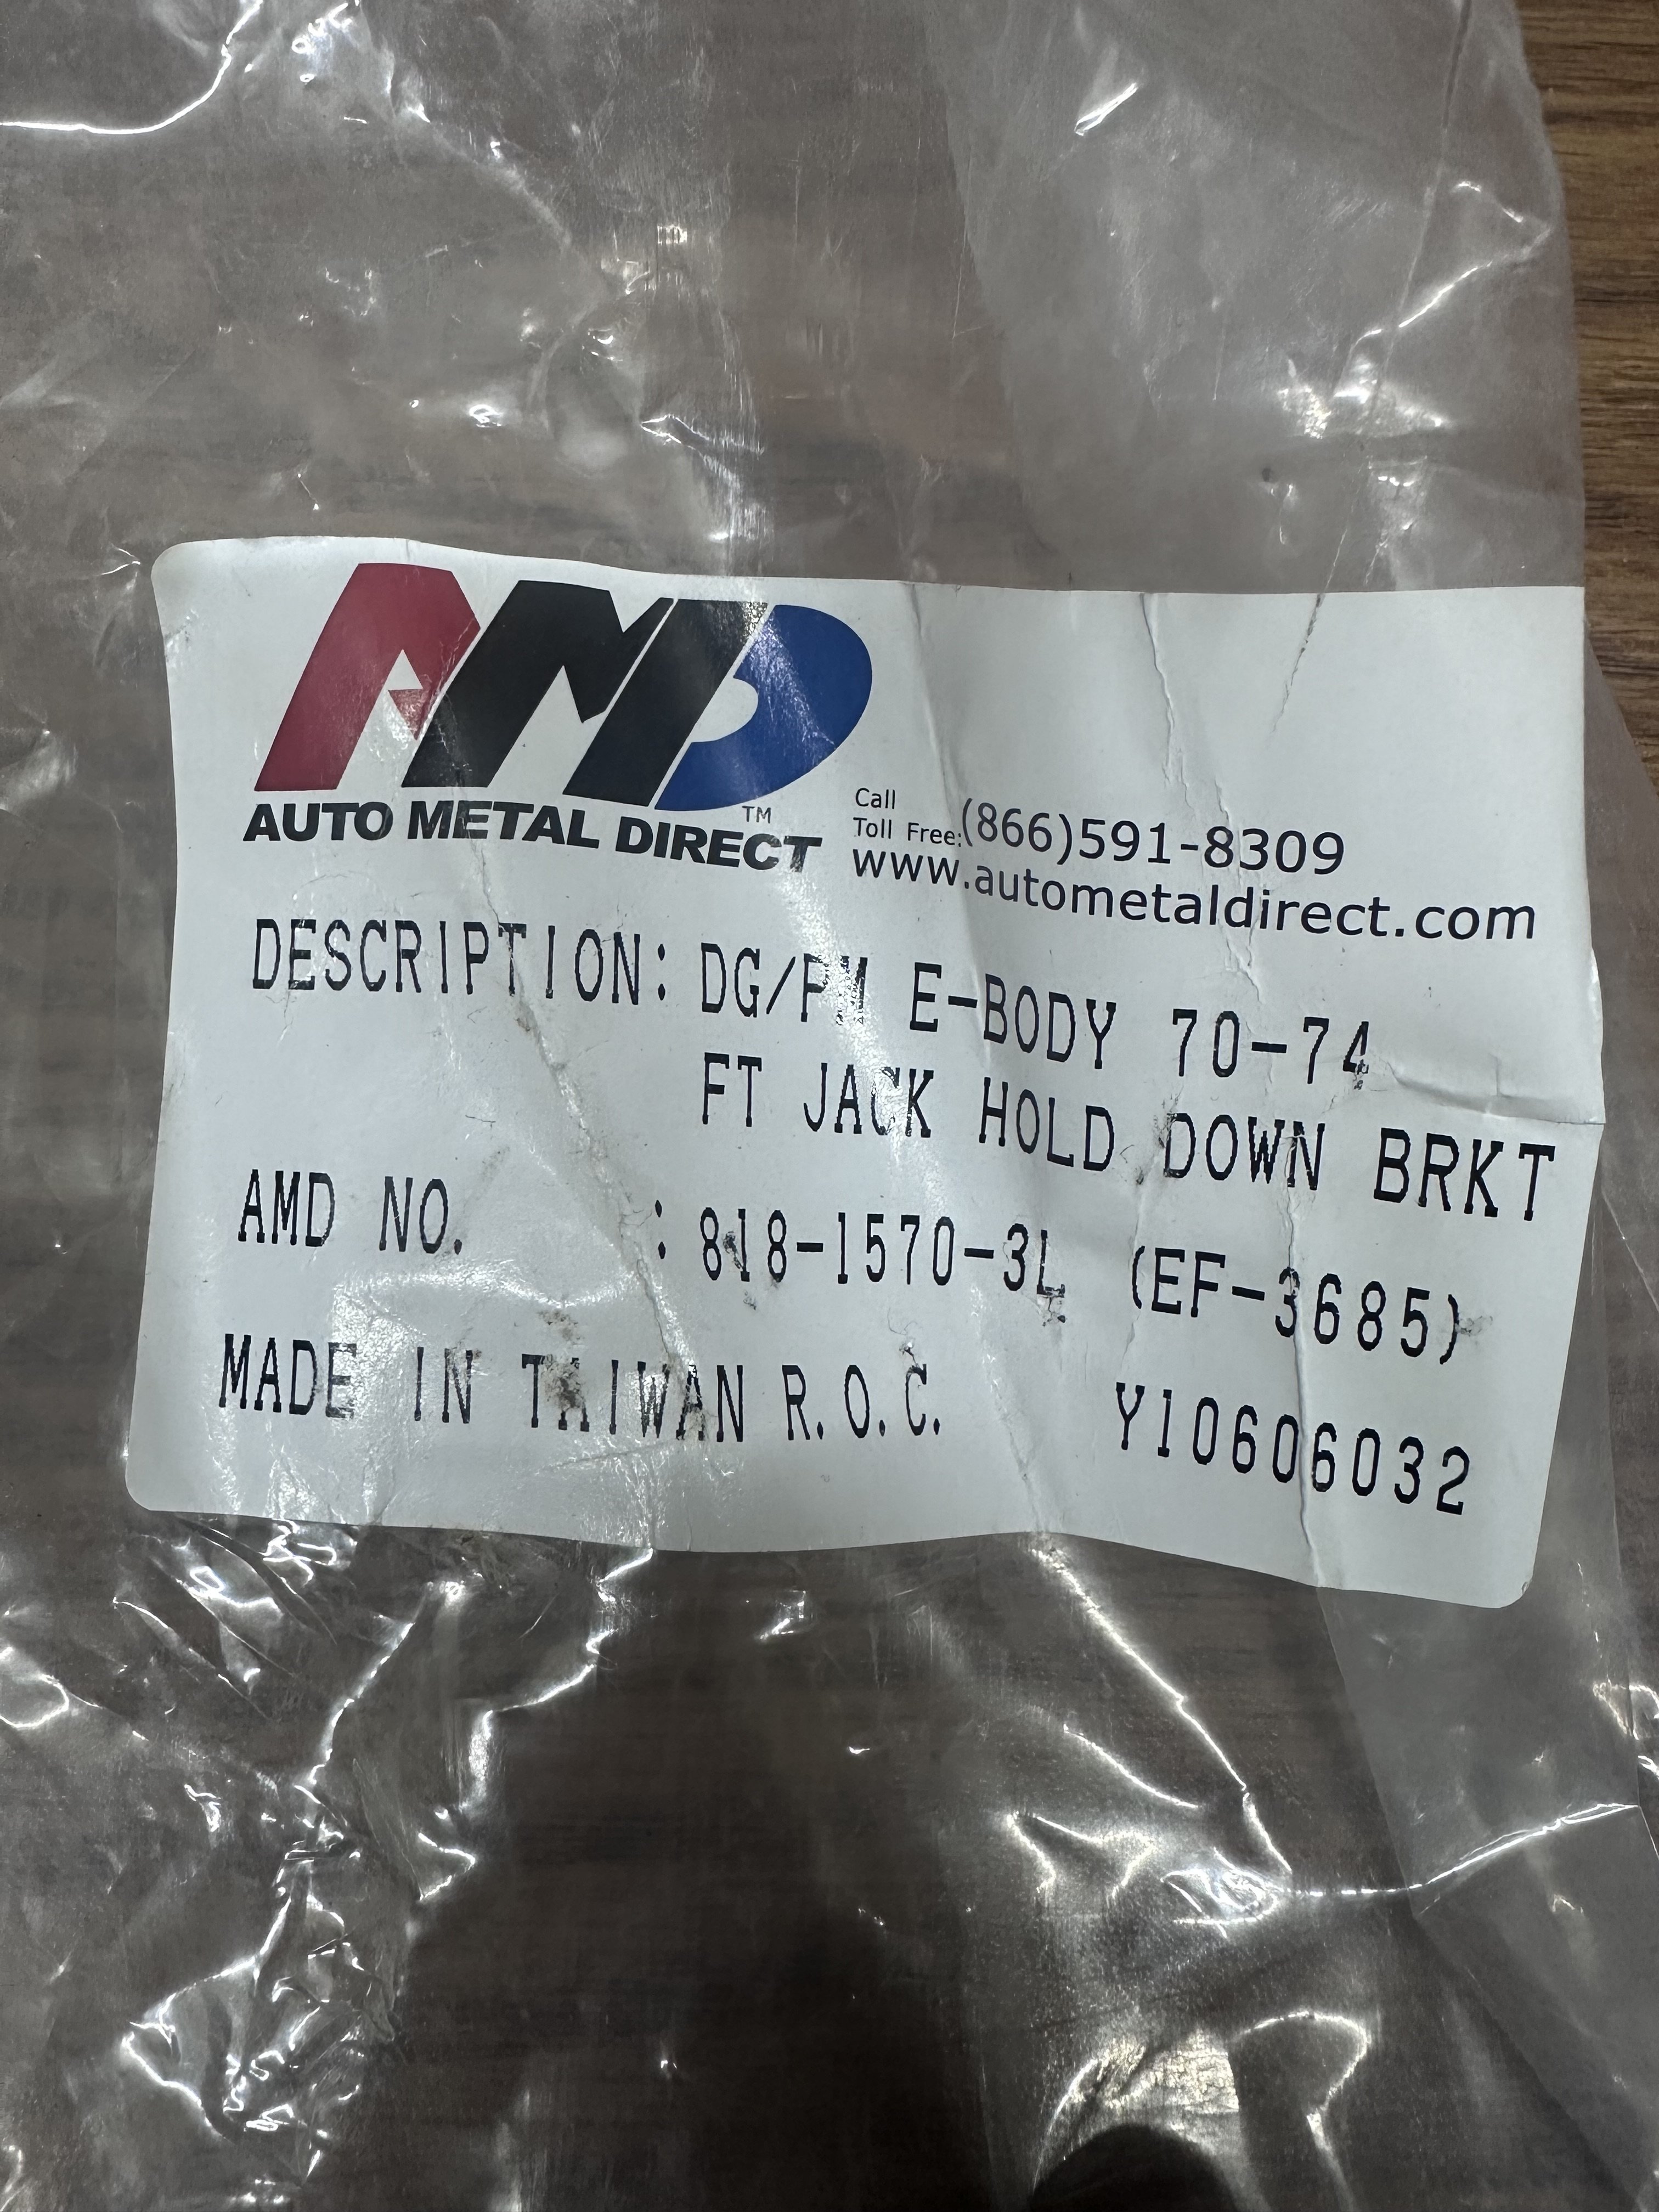 AMD
AUTO METAL DIRECT™
Call
Toll Free:(866)591-8309
www.autometaldirect.com
DESCRIPTION: DG/PM E-BODY 70-74
FT JACK HOLD DOWN BRKT
AMD NO. : 818-1570-3L (EF-3685)
MADE IN TAIWAN R.O.C. Y10606032